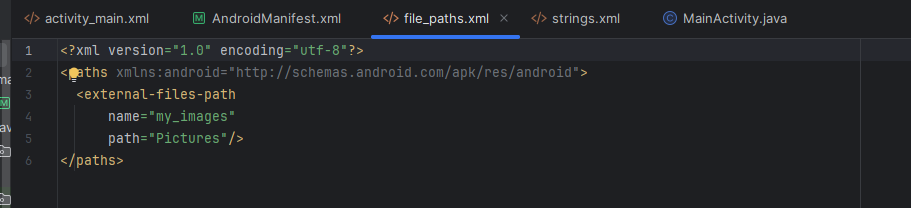 activity_main.xml AndroidManifest.xml file_paths.xml strings.xml MainActivity.java
1 <?xml version="1.0" encoding="utf-8"?>
2 <paths xmlns:android="http://schemas.android.com/apk/res/android">
3 <external-files-path
4 name="my_images"
5 path="Pictures"/>
6 </paths>